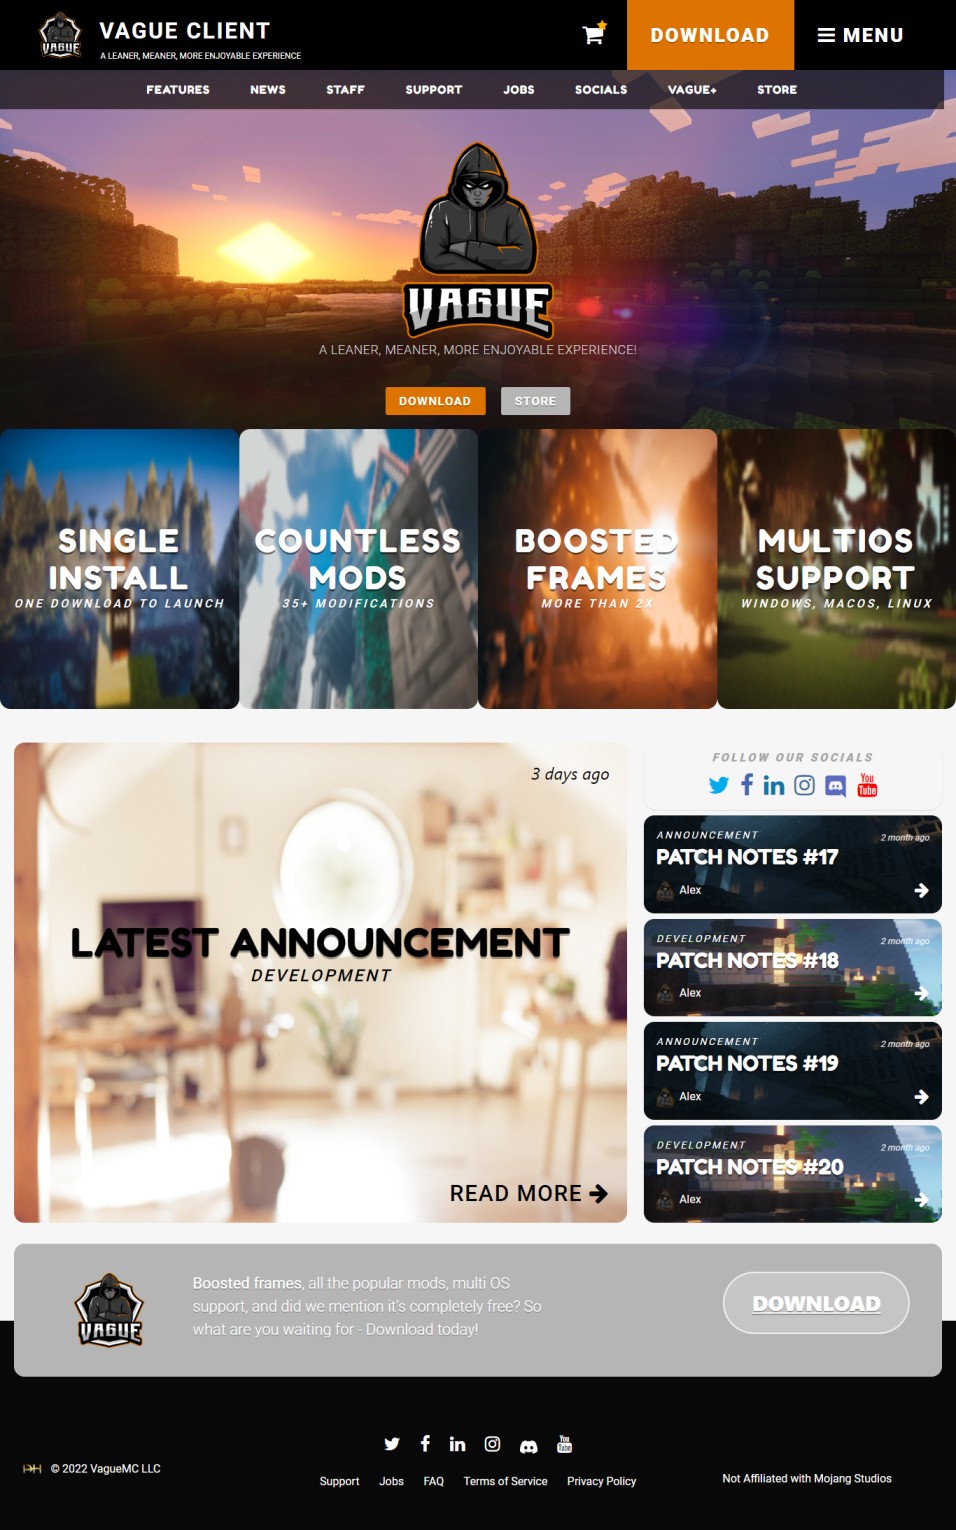 VAGUE
VAGUE CLIENT
A LEANER, MEANER, MORE ENJOYABLE EXPERIENCE
DOWNLOAD
MENU
FEATURES NEWS STAFF SUPPORT JOBS SOCIALS VAGUE+ STORE
VAGUE
A LEANER, MEANER, MORE ENJOYABLE EXPERIENCE!
DOWNLOAD STORE
SINGLE
INSTALL
ONE DOWNLOAD TO LAUNCH
COUNTLESS
MODS
35+ MODIFICATIONS
BOOSTED
FRAMES
MORE THAN 2X
MULTIOS
SUPPORT
WINDOWS, MACOS, LINUX
3 days ago
LATEST ANNOUNCEMENT
DEVELOPMENT
READ MORE
FOLLOW OUR SOCIALS
You
Tube
ANNOUNCEMENT
2 month ago
PATCH NOTES #17
Alex
DEVELOPMENT
2 month ago
PATCH NOTES #18
Alex
ANNOUNCEMENT
2 month ago
PATCH NOTES #19
Alex
DEVELOPMENT
2 month ago
PATCH NOTES #20
Alex
VAGUE
Boosted frames, all the popular mods, multi OS
support, and did we mention it's completely free? So
what are you waiting for - Download today!
DOWNLOAD
You
Tube
© 2022 VagueMC LLC
Support Jobs FAQ Terms of Service Privacy Policy
Not Affiliated with Mojang Studios